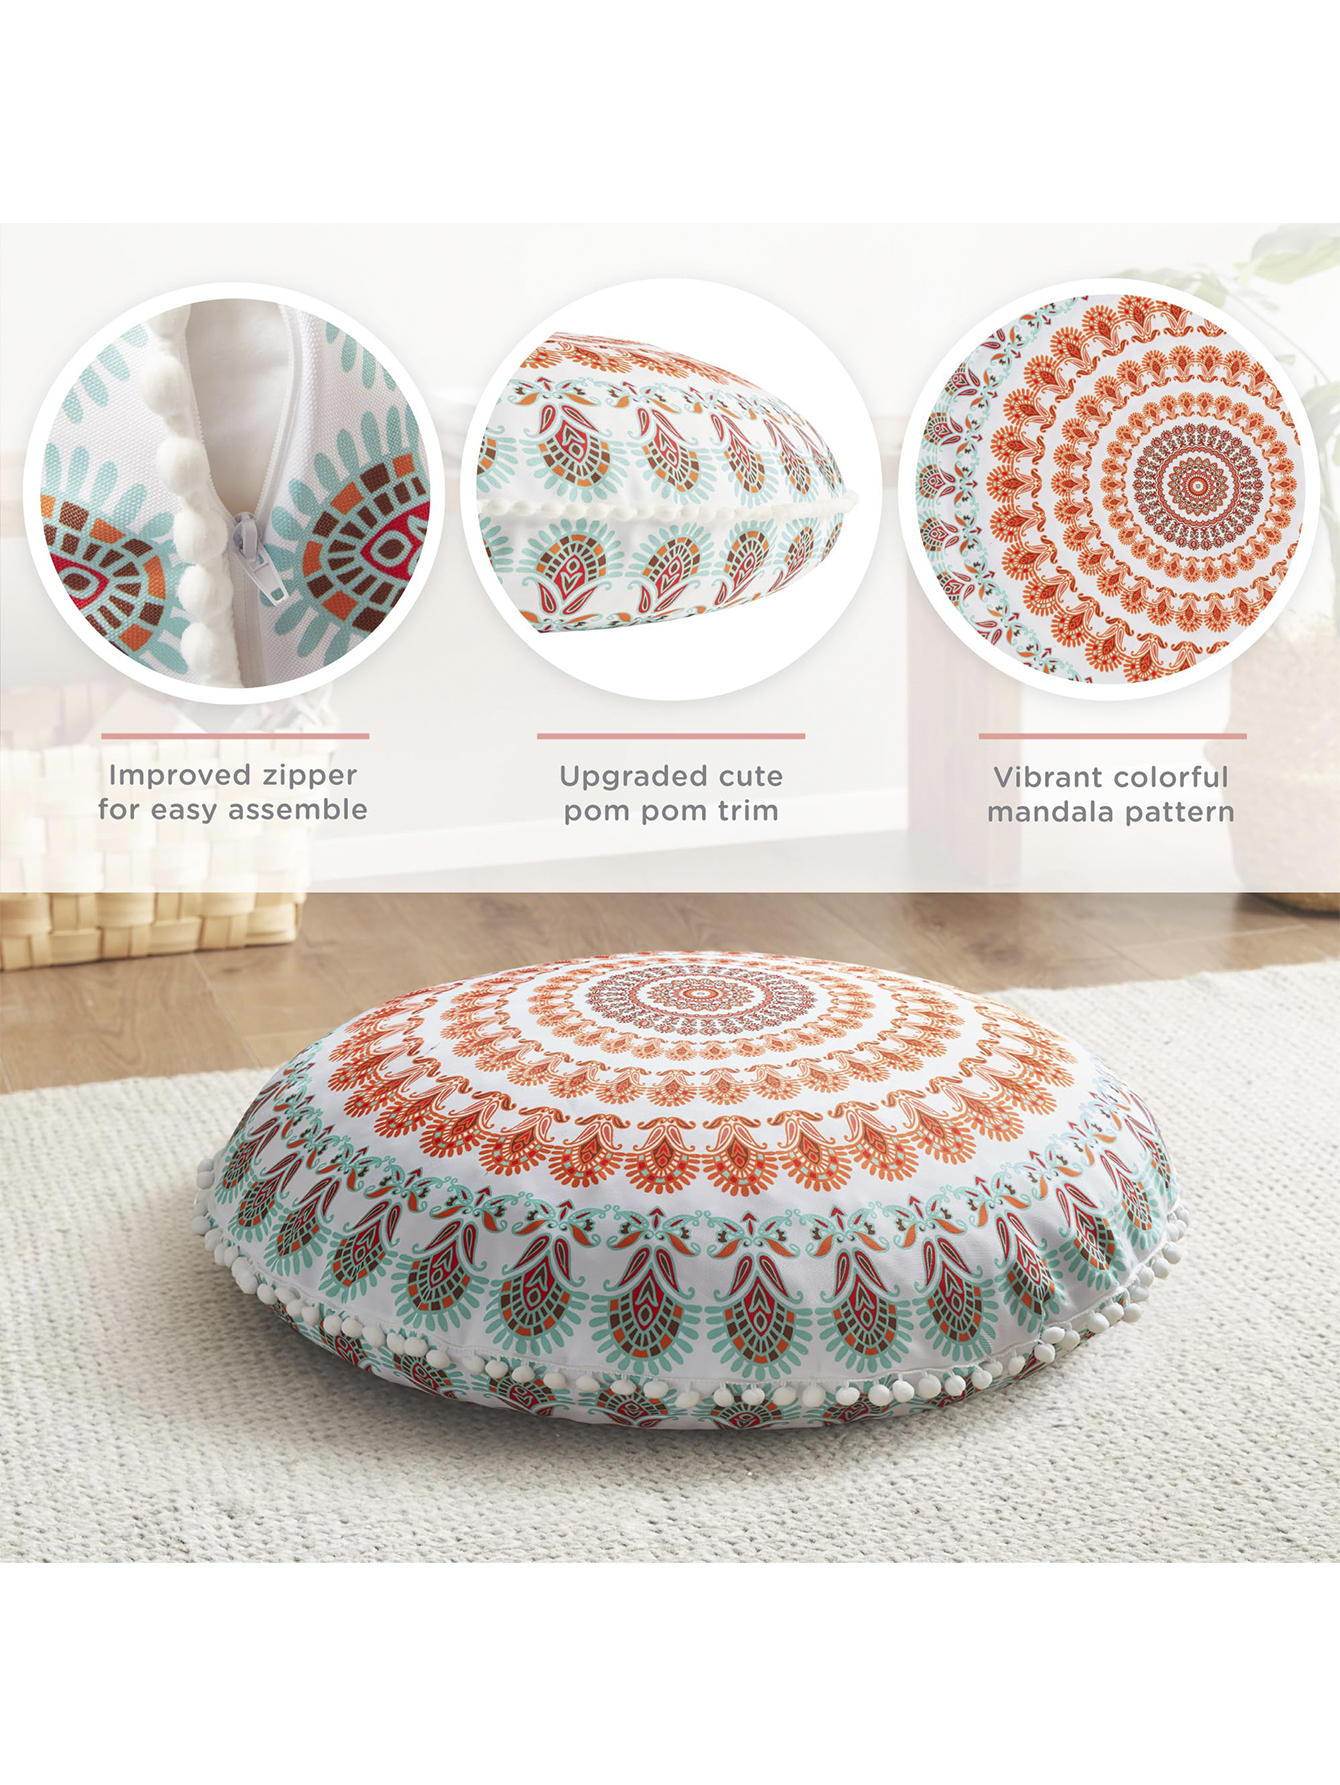 Improved zipper
for easy assemble
Upgraded cute
pom pom trim
Vibrant colorful
mandala pattern